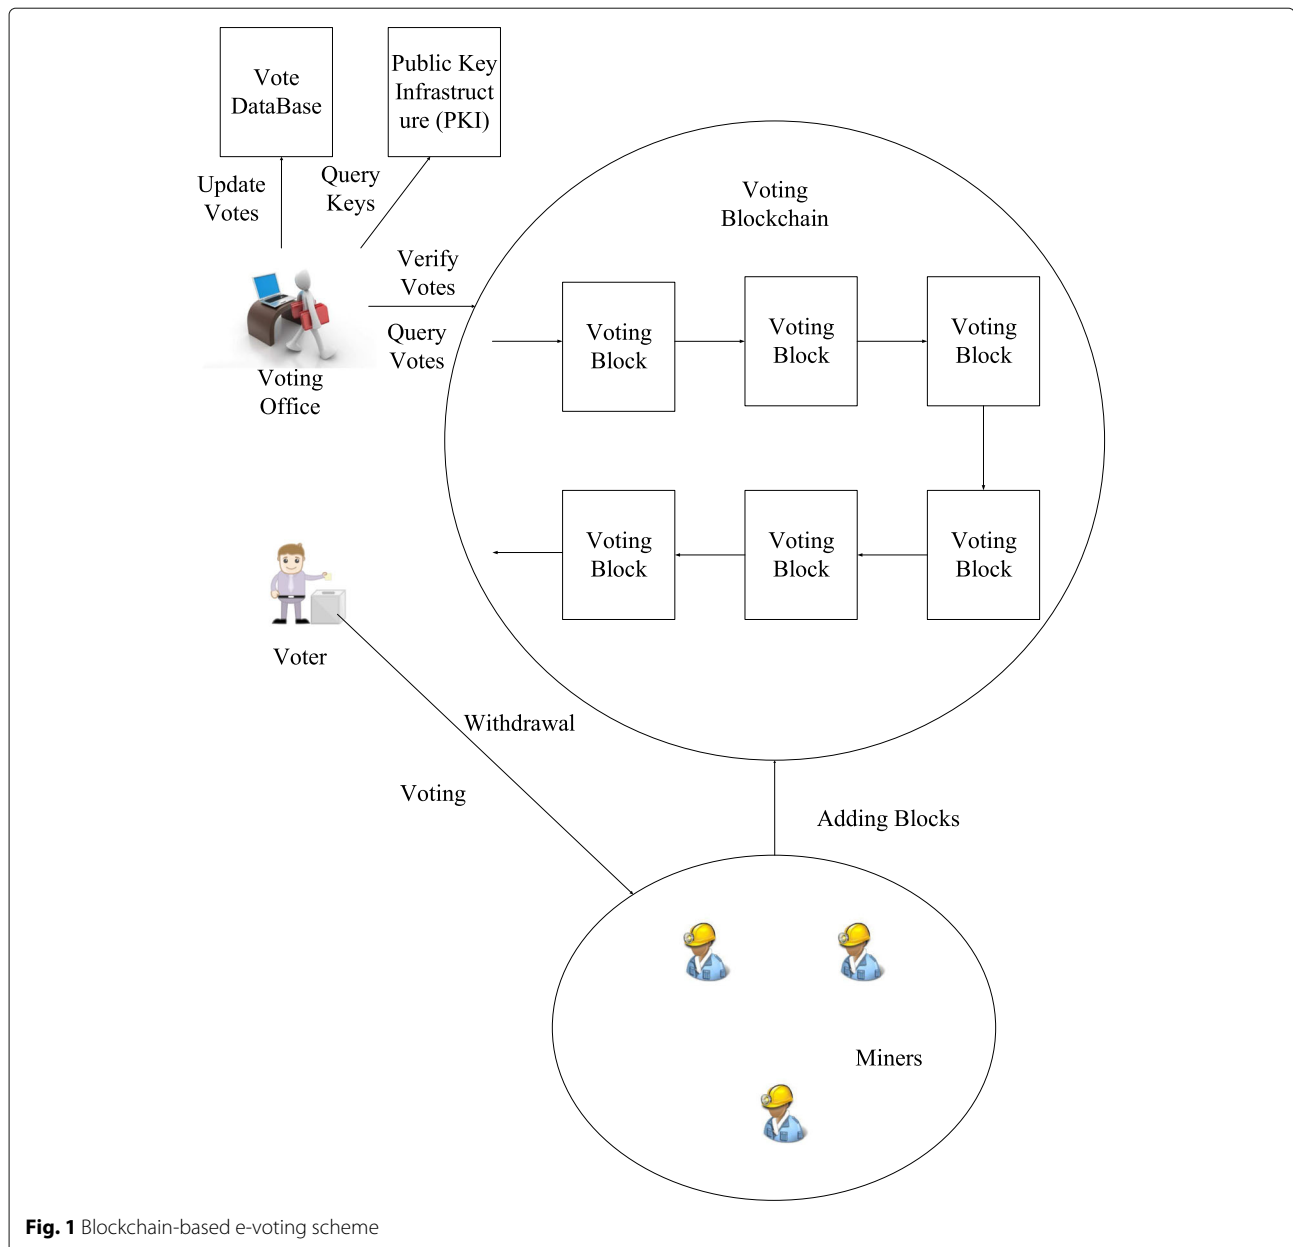 Vote
DataBase
Public Key
Infrastruct
ure (PKI)
Update
Votes
Query
Keys
Verify
Votes
Query
Votes
Voting
Office
Voting
Blockchain
Voting
Block
Voting
Block
Voting
Block
Voting
Block
Voting
Block
Voting
Block
Voter
Withdrawal
Voting
Adding Blocks
Miners
Fig. 1 Blockchain-based e-voting scheme